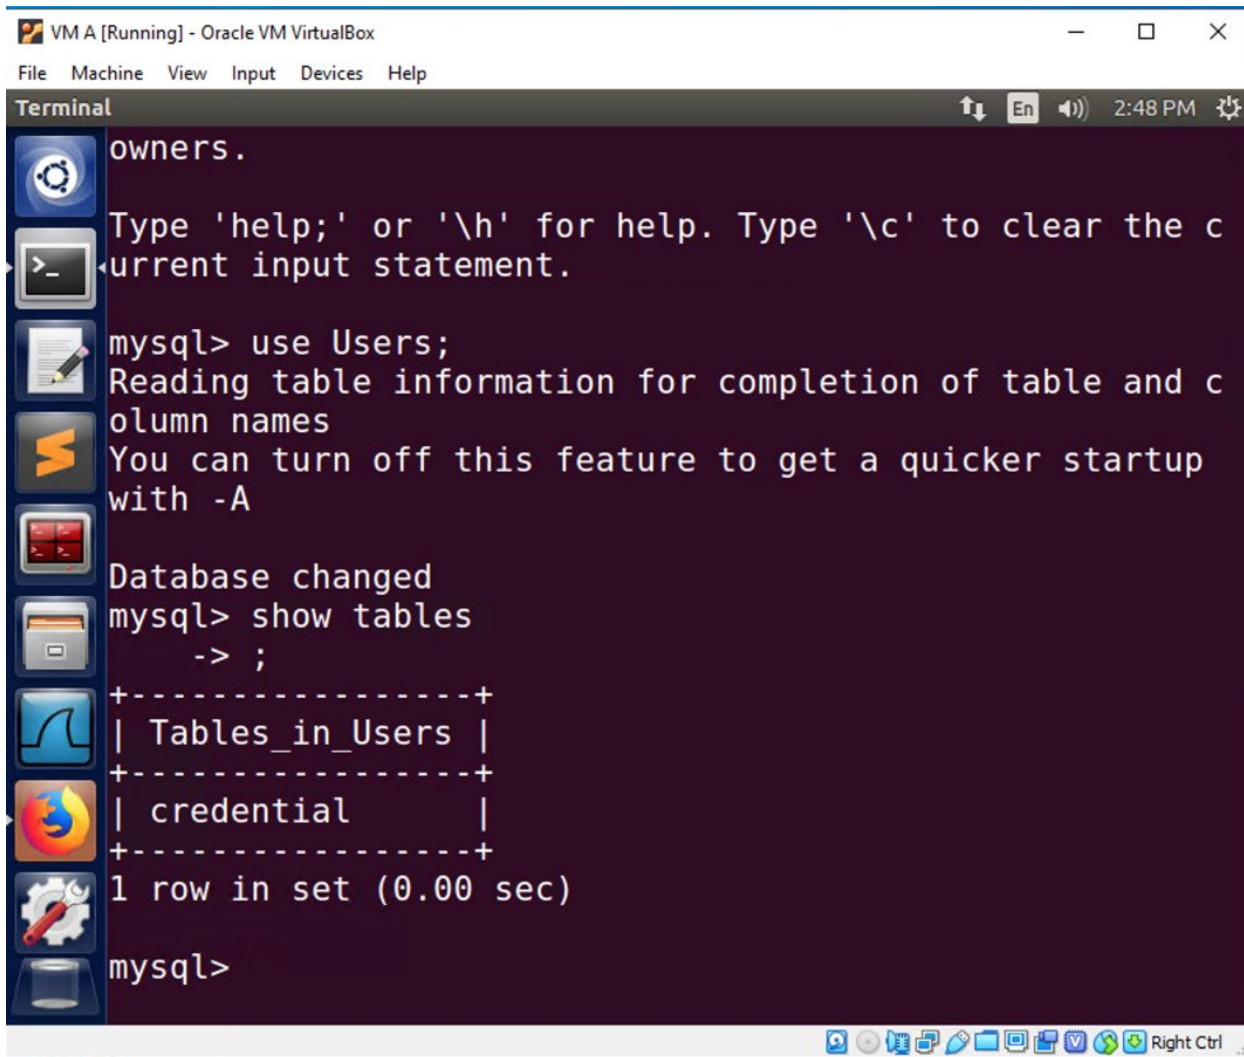 VM A [Running] - Oracle VM VirtualBox
File Machine View Input Devices Help
Terminal En 2:48 PM
owners.
Type 'help;' or '\h' for help. Type '\c' to clear the c
urrent input statement.
mysql> use Users;
Reading table information for completion of table and c
olumn names
You can turn off this feature to get a quicker startup
with -A
Database changed
mysql> show tables
    -> ;
+-----------------+
| Tables_in_Users |
+-----------------+
| credential      |
+-----------------+
1 row in set (0.00 sec)
mysql>
Right Ctrl